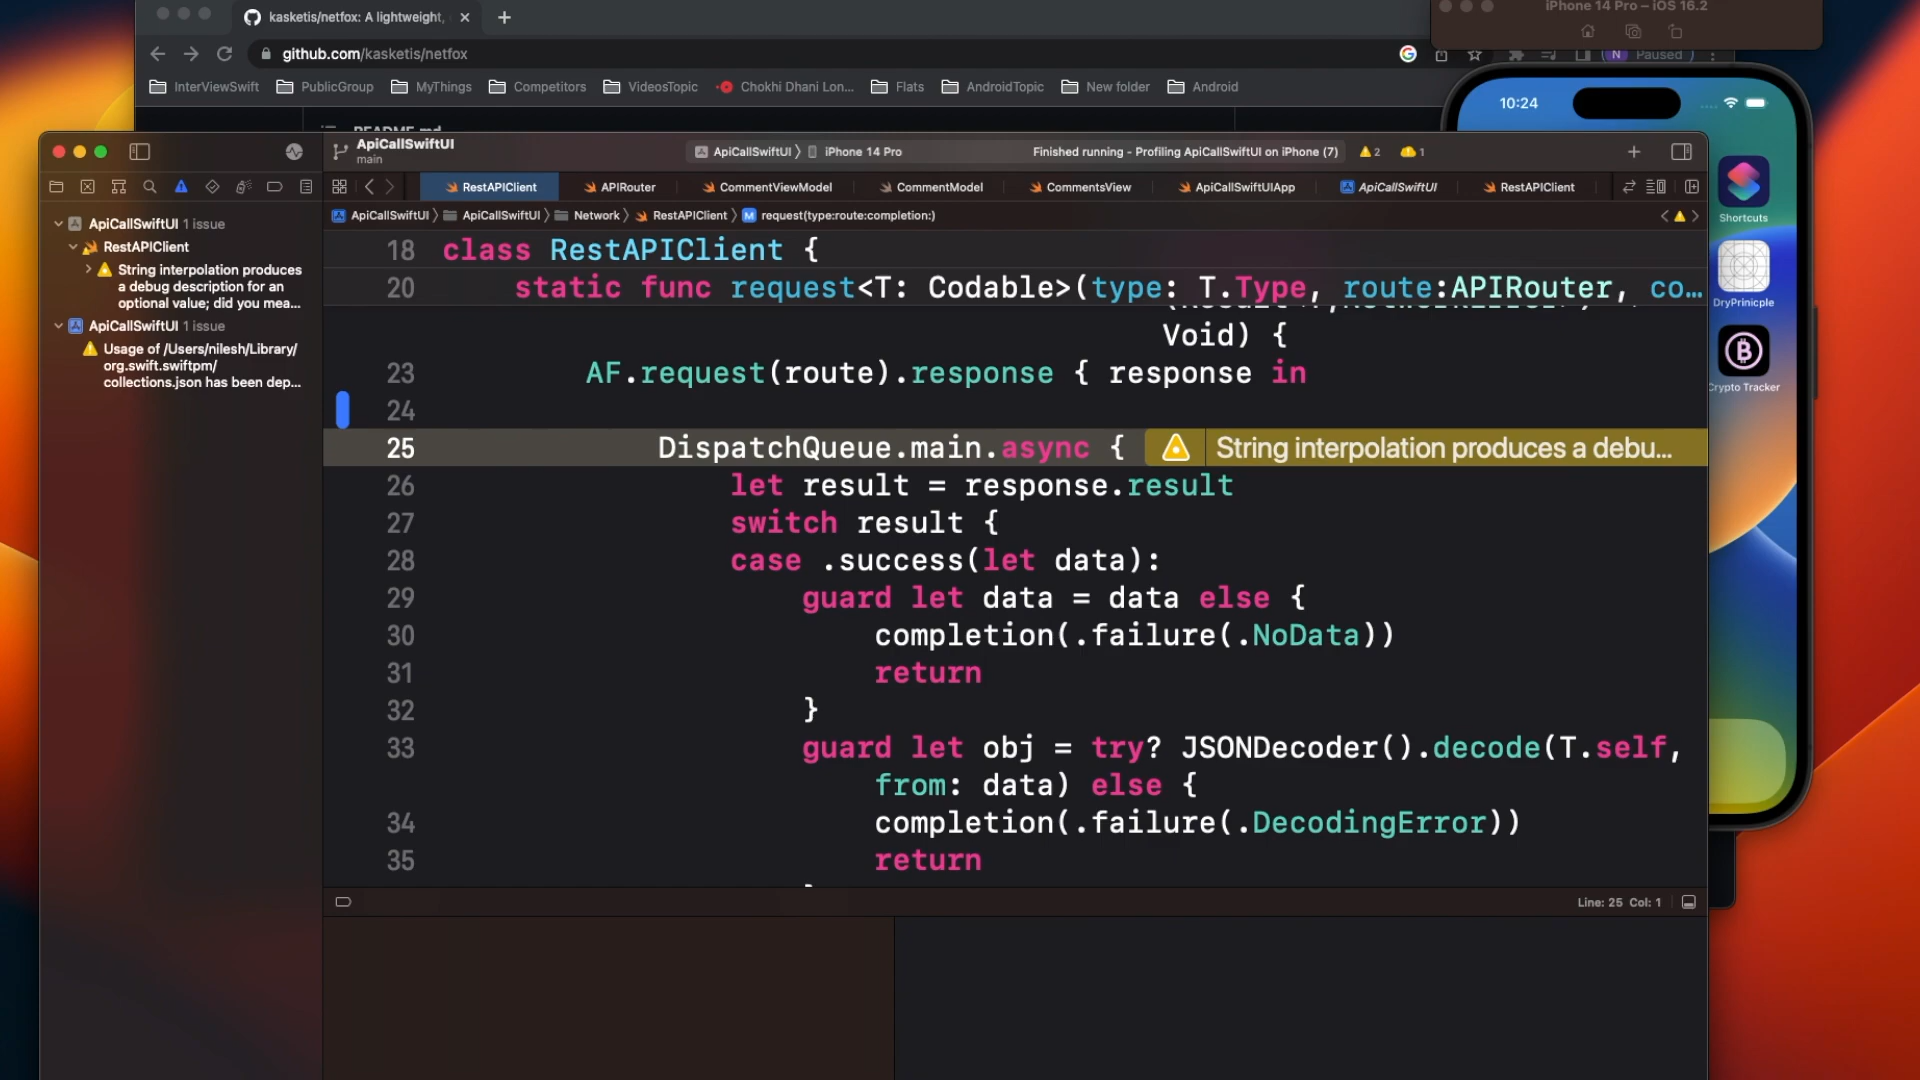 kasketis/netfox: A lightweight,
iPhone 14 Pro – iOS 16.2
github.com/kasketis/netfox
N Paused
InterViewSwift PublicGroup MyThings Competitors VideosTopic Chokhi Dhani Lon... Flats AndroidTopic New folder Android
10:24
README.md
ApiCallSwiftUI
main
ApiCallSwiftUI iPhone 14 Pro Finished running - Profiling ApiCallSwiftUI on iPhone (7) 2 1
RestAPIClient APIRouter CommentViewModel CommentModel CommentsView ApiCallSwiftUIApp ApiCallSwiftUI RestAPIClient
ApiCallSwiftUI ApiCallSwiftUI Network RestAPIClient M request(type:route:completion:)
ApiCallSwiftUI 1 issue
RestAPIClient
String interpolation produces
a debug description for an
optional value; did you mea...
ApiCallSwiftUI 1 issue
Usage of /Users/nilesh/Library/
org.swift.swiftpm/
collections.json has been dep...
18 class RestAPIClient {
20 static func request<T: Codable>(type: T.Type, route:APIRouter, co...
Void) {
23 AF.request(route).response { response in
24
25 DispatchQueue.main.async { String interpolation produces a debu...
26 let result = response.result
27 switch result {
28 case .success(let data):
29 guard let data = data else {
30 completion(.failure(.NoData))
31 return
32 }
33 guard let obj = try? JSONDecoder().decode(T.self,
from: data) else {
34 completion(.failure(.DecodingError))
35 return
Line: 25 Col: 1
Shortcuts
DryPrinicple
Crypto Tracker